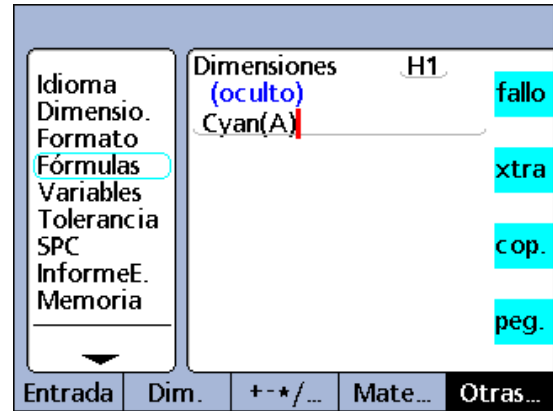 Idioma
Dimensio.
Formato
Fórmulas
Variables
Tolerancia
SPC
InformeE.
Memoria
Dimensiones H1
(oculto)
Cyan(A)
fallo
xtra
cop.
peg.
Entrada Dim. +-*/... Mate... Otras...